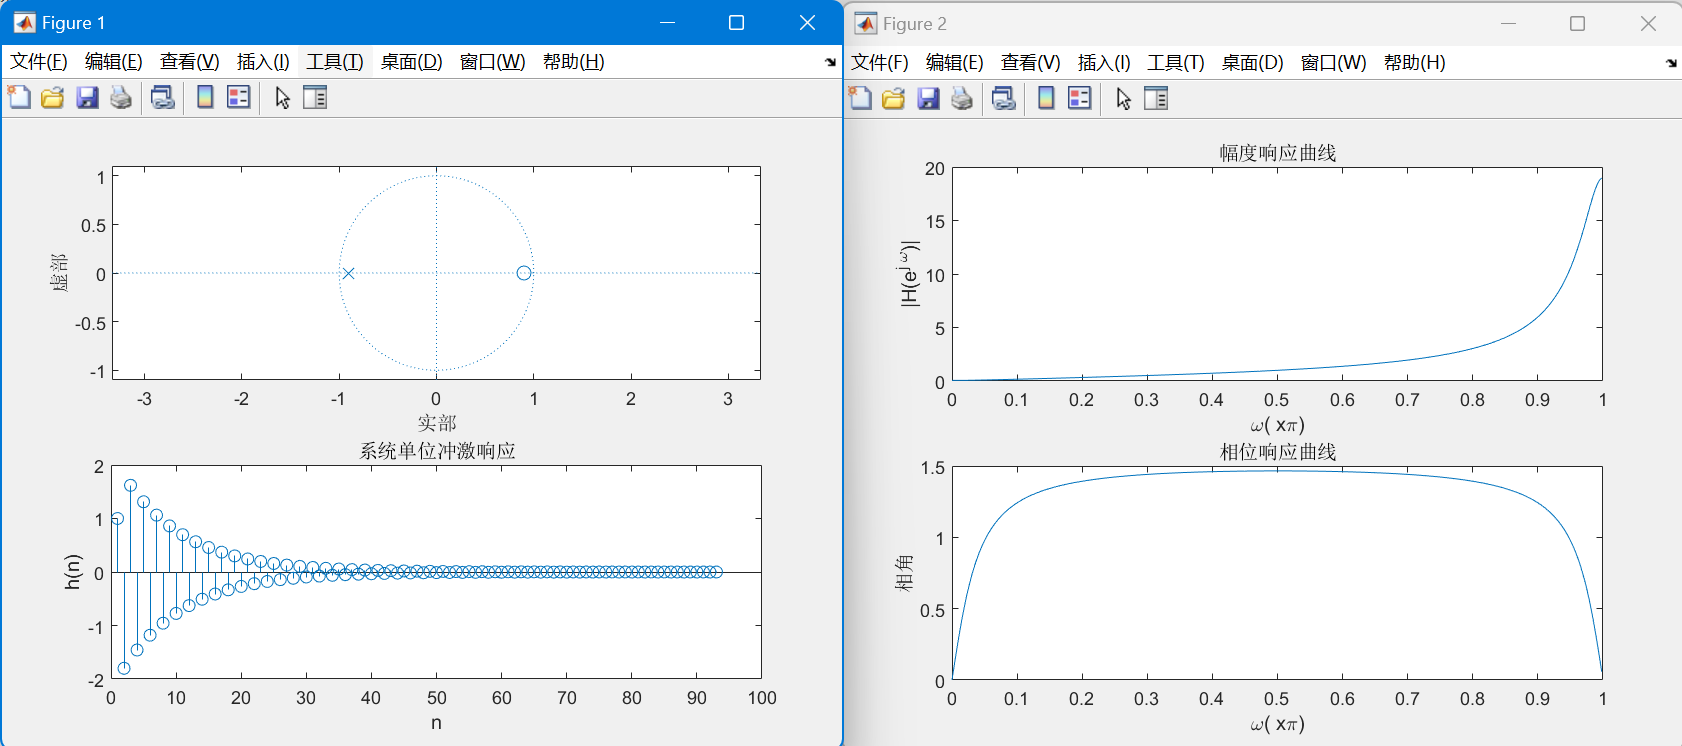 Figure 1
文件(F) 编辑(E) 查看(V) 插入(I) 工具(T) 桌面(D) 窗口(W) 帮助(H)
1
0.5
0
-0.5
-1
虚部
-3 -2 -1 0 1 2 3
实部
系统单位冲激响应
2
1
0
-1
-2
h(n)
0 10 20 30 40 50 60 70 80 90 100
n
Figure 2
文件(F) 编辑(E) 查看(V) 插入(I) 工具(T) 桌面(D) 窗口(W) 帮助(H)
幅度响应曲线
20
15
10
5
0
|H(e^{jω})|
0 0.1 0.2 0.3 0.4 0.5 0.6 0.7 0.8 0.9 1
ω( xπ)
相位响应曲线
1.5
1
0.5
0
相角
0 0.1 0.2 0.3 0.4 0.5 0.6 0.7 0.8 0.9 1
ω( xπ)